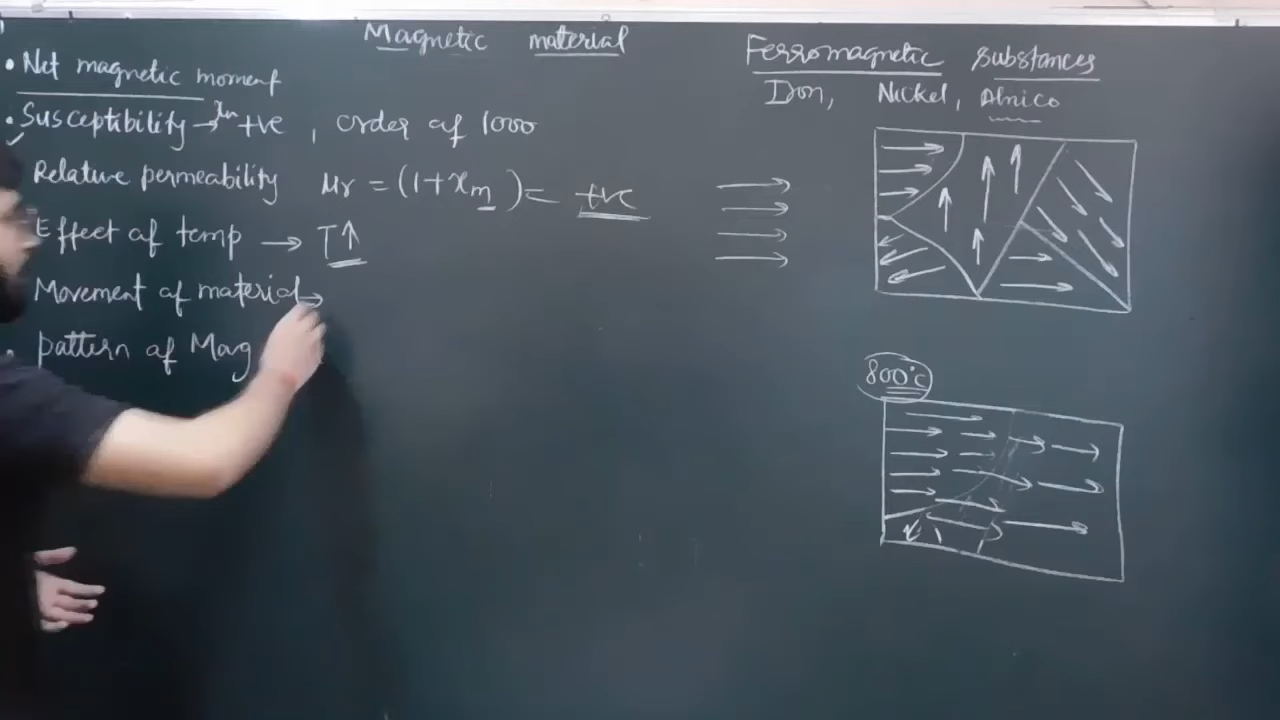 Magnetic material
• Net magnetic moment
• Susceptibility → χm +ve , order of 1000
Relative permeability μr = (1+χm) = +ve
Effect of temp → T↑
Movement of material →
• pattern of Mag
Ferromagnetic substances
Iron, Nickel, Alnico
800°C